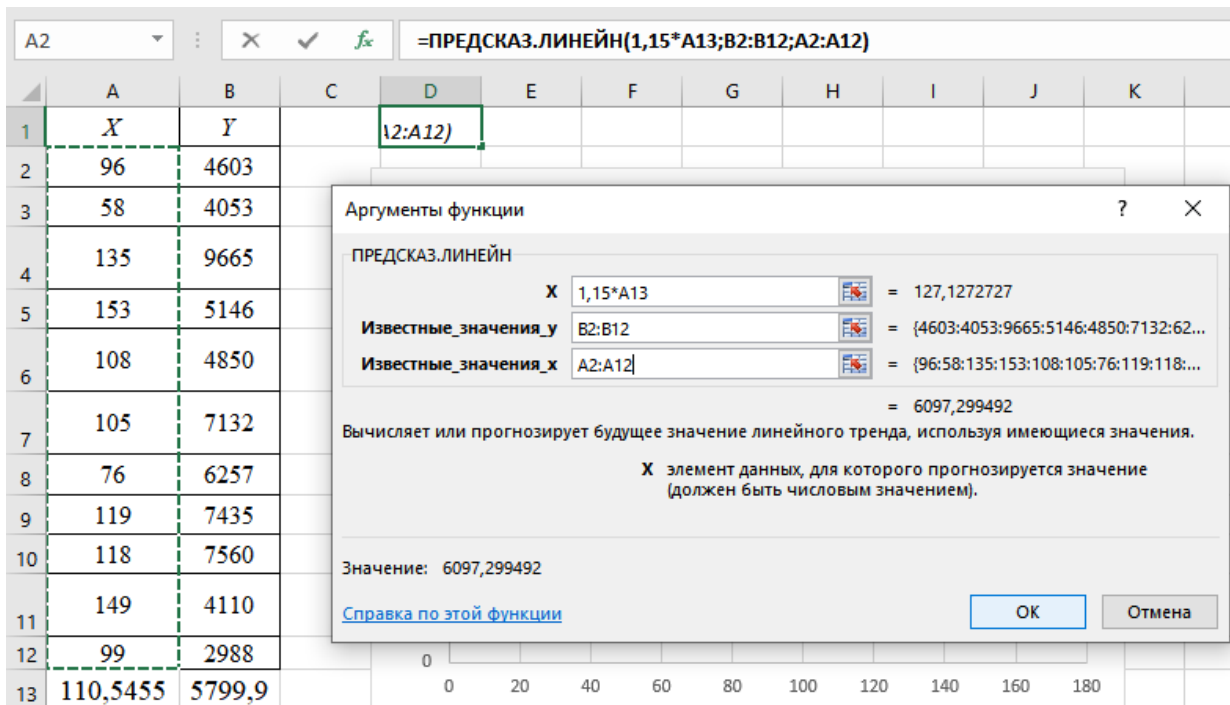 A2 fx =ПРЕДСКАЗ.ЛИНЕЙН(1,15*A13;B2:B12;A2:A12)
A B C D E F G H I J K
1 X Y \2:A12)
2 96 4603
3 58 4053
4 135 9665
5 153 5146
6 108 4850
7 105 7132
8 76 6257
9 119 7435
10 118 7560
11 149 4110
12 99 2988
13 110,5455 5799,9
Аргументы функции ? ×
ПРЕДСКАЗ.ЛИНЕЙН
X 1,15*A13 = 127,1272727
Известные_значения_y B2:B12 = {4603:4053:9665:5146:4850:7132:62...
Известные_значения_x A2:A12 = {96:58:135:153:108:105:76:119:118:...
= 6097,299492
Вычисляет или прогнозирует будущее значение линейного тренда, используя имеющиеся значения.
X элемент данных, для которого прогнозируется значение
(должен быть числовым значением).
Значение: 6097,299492
Справка по этой функции ОК Отмена
0
0 20 40 60 80 100 120 140 160 180